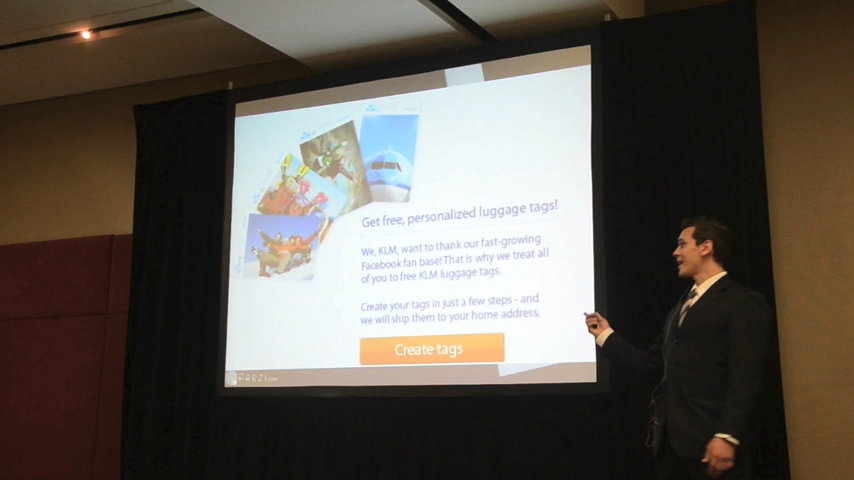 Get free, personalized luggage tags!
We, KLM, want to thank our fast-growing
Facebook fan base! That is why we treat all
of you to free KLM luggage tags.
Create your tags in just a few steps - and
we will ship them to your home address.
Create tags
PREZI.com